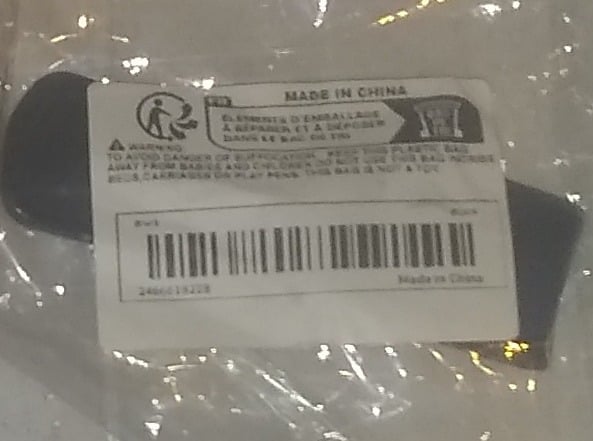 MADE IN CHINA
FR
ÉLÉMENTS D'EMBALLAGE
À SÉPARER ET À DÉPOSER
DANS LE BAC DE TRI
WARNING
TO AVOID DANGER OF SUFFOCATION, KEEP THIS PLASTIC BAG
AWAY FROM BABIES AND CHILDREN. DO NOT USE THIS BAG IN CRIBS
BEDS, CARRIAGES OR PLAY PENS. THIS BAG IS NOT A TOY.
Black
Made in China